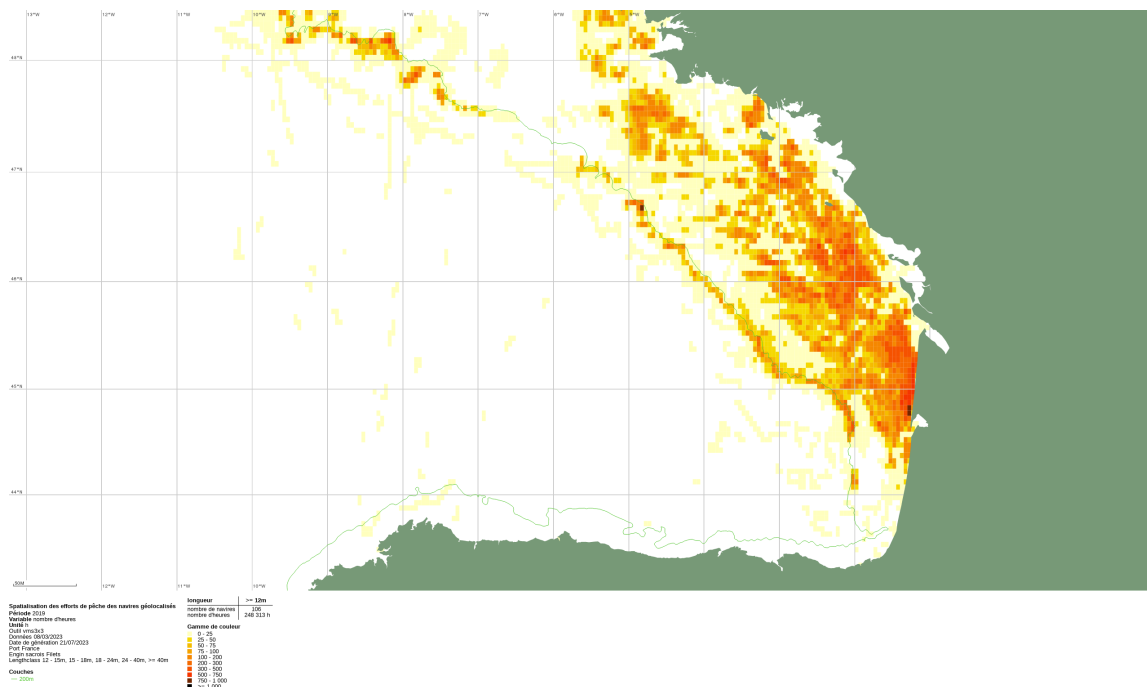 13°W 12°W 11°W 10°W 9°W 8°W 7°W 6°W 5°W
48°N
47°N
46°N
45°N
44°N
50M 12°W 11°W 10°W
Spatialisation des efforts de pêche des navires géolocalisés
Période 2019
Variable nombre d'heures
Unité h
Outil vms3x3
Données 08/03/2023
Date de génération 21/07/2023
Port France
Engin sacrois Filets
Lengthclass 12 - 15m, 15 - 18m, 18 - 24m, 24 - 40m, >= 40m
Couches
200m
longueur >= 12m
nombre de navires 106
nombre d'heures 248 313 h
Gamme de couleur
0 - 25
25 - 50
50 - 75
75 - 100
100 - 200
200 - 300
300 - 500
500 - 750
750 - 1 000
>= 1 000